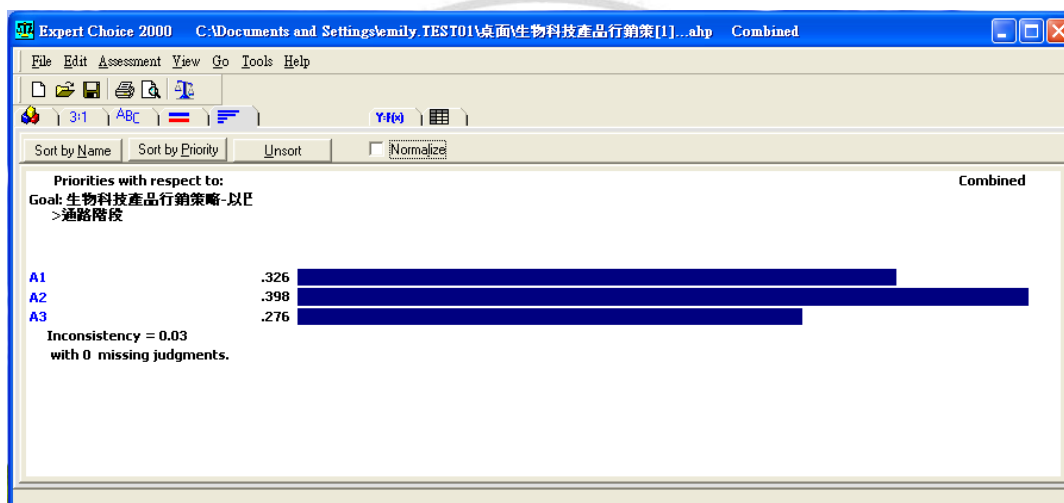 Expert Choice 2000 C:\Documents and Settings\emily.TEST01\桌面\生物科技產品行銷策[1]...ahp Combined
File Edit Assessment View Go Tools Help
3:1 ABC Y=F(x)
Sort by Name Sort by Priority Unsort Normalize
Priorities with respect to: Combined
Goal: 生物科技產品行銷策略-以巴
>通路階段
A1 .326
A2 .398
A3 .276
Inconsistency = 0.03
with 0 missing judgments.